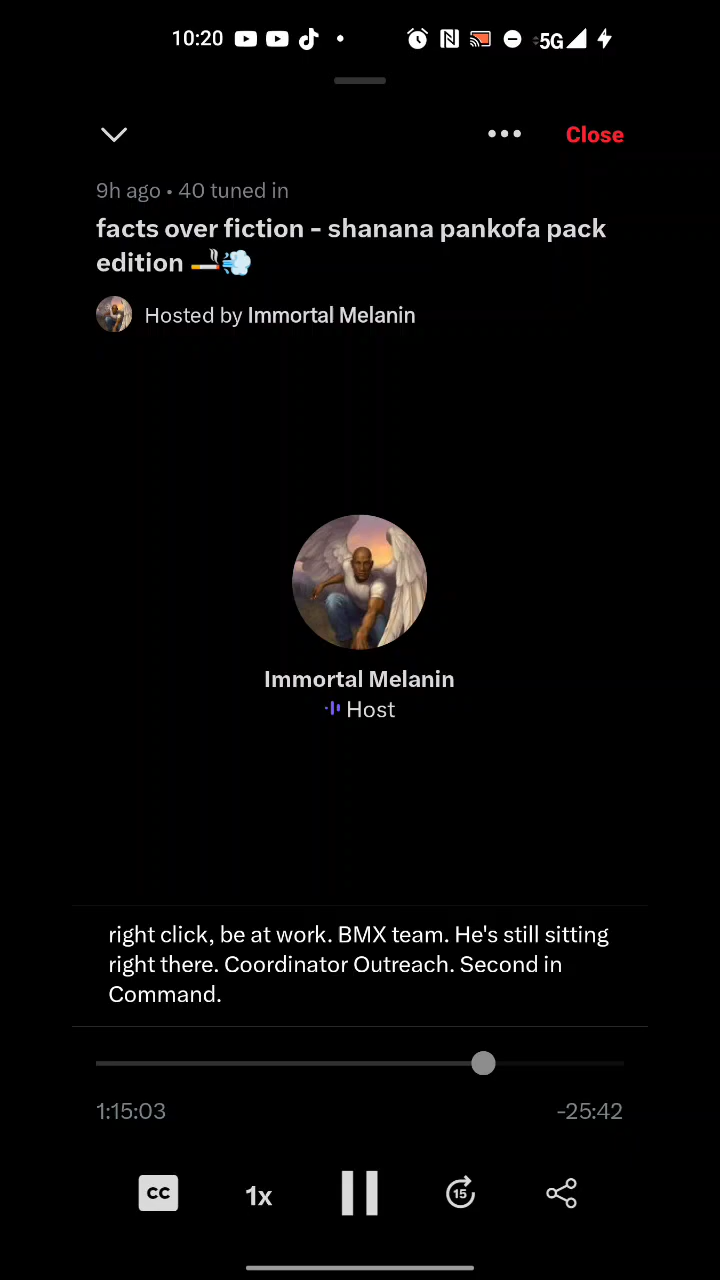 10:20
5G
Close
9h ago • 40 tuned in
facts over fiction - shanana pankofa pack
edition 🚬💨
Hosted by Immortal Melanin
Immortal Melanin
Host
right click, be at work. BMX team. He's still sitting
right there. Coordinator Outreach. Second in
Command.
1:15:03
-25:42
CC
1x
15